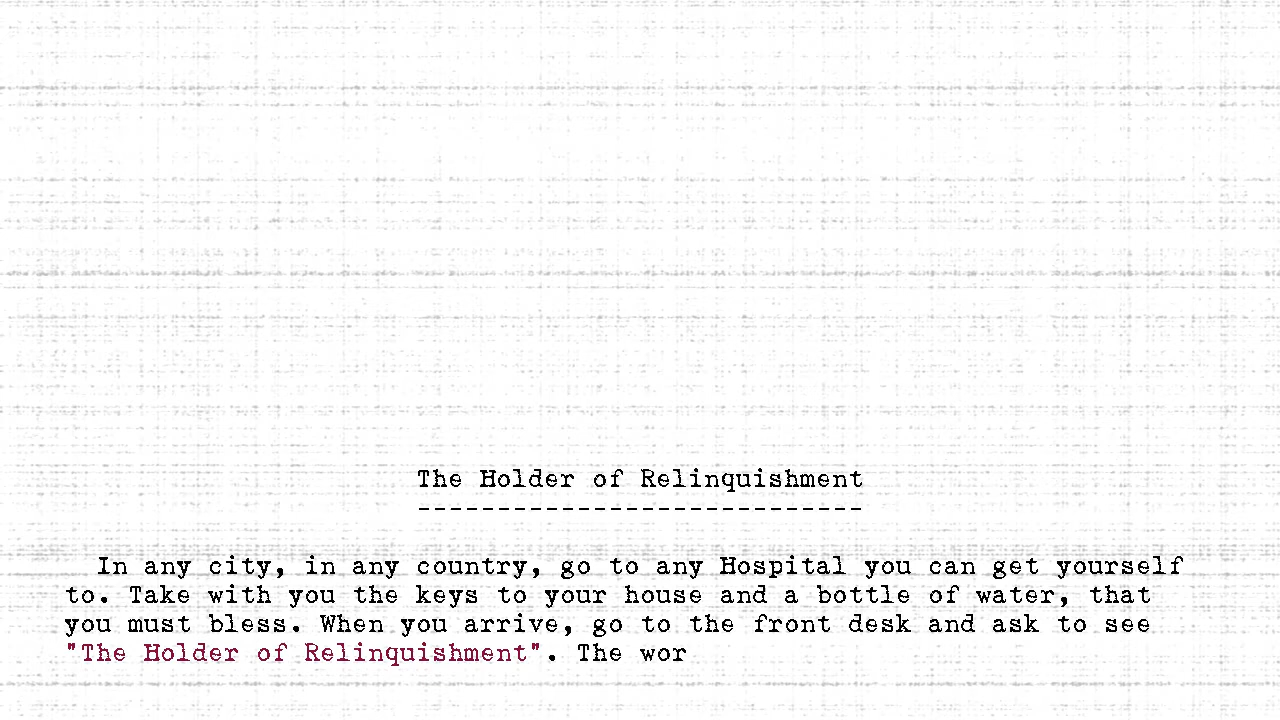 The Holder of Relinquishment
----------------------------
In any city, in any country, go to any Hospital you can get yourself
to. Take with you the keys to your house and a bottle of water, that
you must bless. When you arrive, go to the front desk and ask to see
"The Holder of Relinquishment". The wor